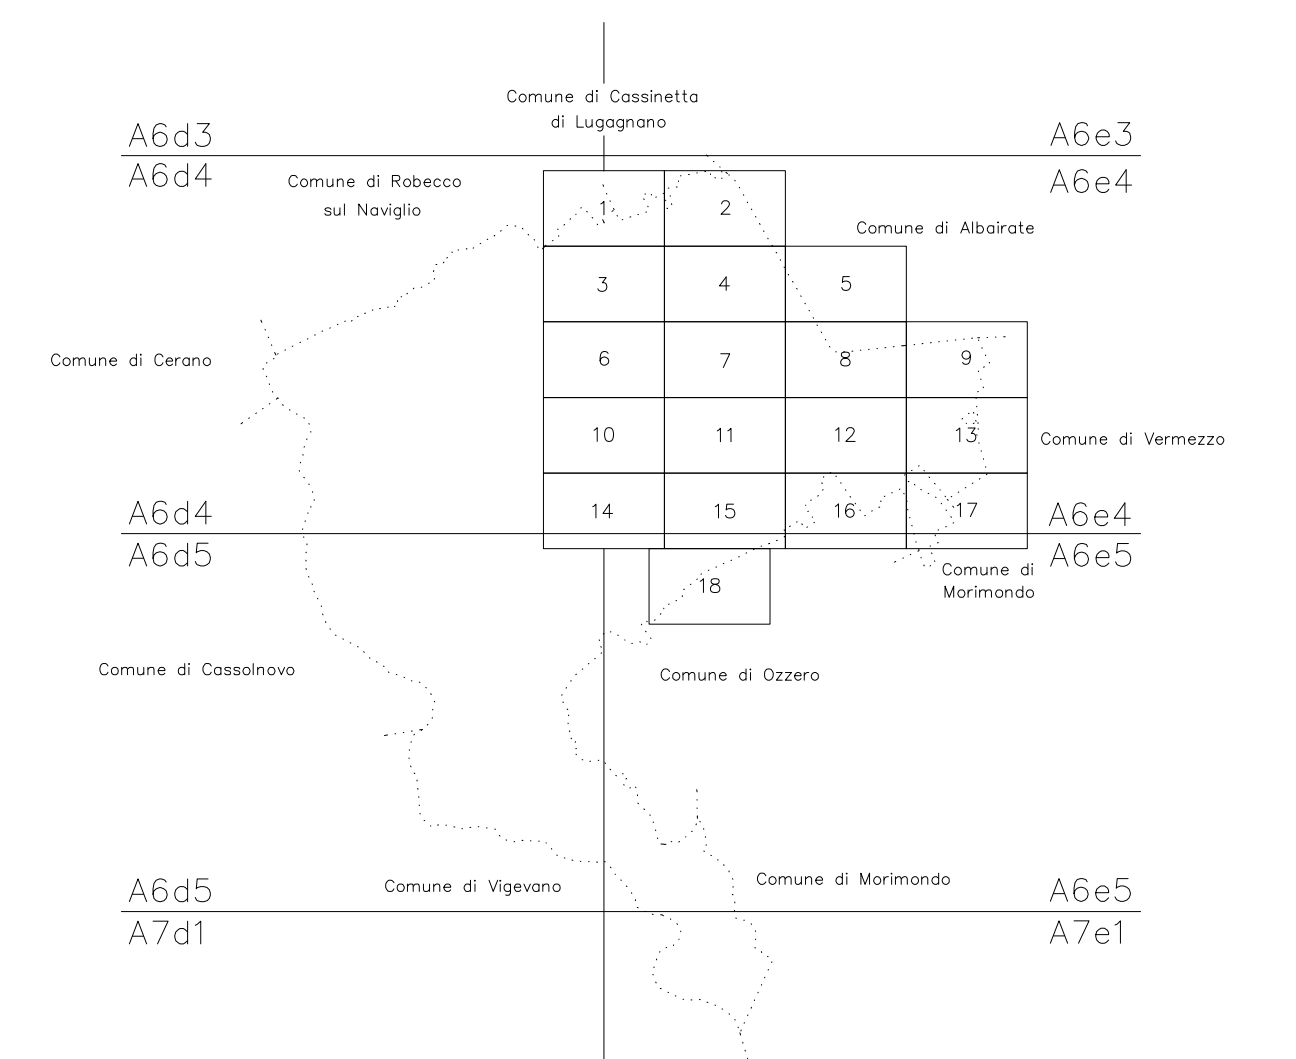 Comune di Cassinetta
di Lugagnano
A6d3
A6e3
A6d4
A6e4
Comune di Robecco
sul Naviglio
1
2
Comune di Albairate
3
4
5
Comune di Cerano
6
7
8
9
10
11
12
13
Comune di Vermezzo
14
15
16
17
A6d4
A6e4
A6d5
A6e5
Comune di
Morimondo
18
Comune di Cassolnovo
Comune di Ozzero
Comune di Vigevano
Comune di Morimondo
A6d5
A6e5
A7d1
A7e1